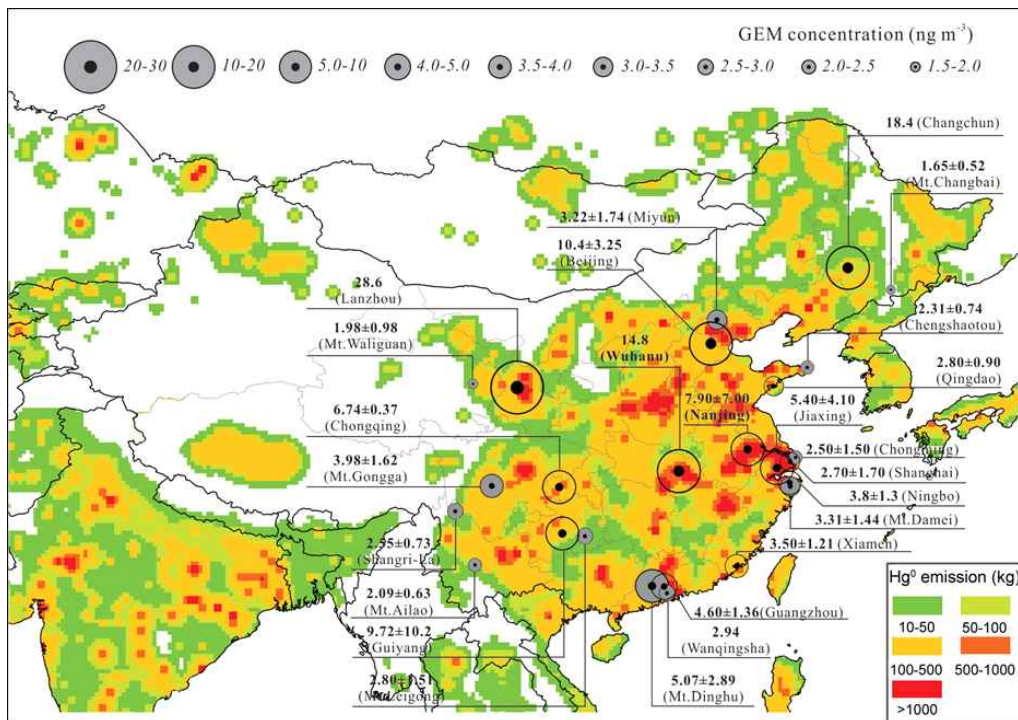 GEM concentration (ng m⁻³)
20-30
10-20
5.0-10
4.0-5.0
3.5-4.0
3.0-3.5
2.5-3.0
2.0-2.5
1.5-2.0
18.4 (Changchun)
1.65±0.52
(Mt.Changbai)
3.22±1.74 (Miyun)
10.4±3.25
(Beijing)
28.6
(Lanzhou)
2.31±0.74
(Chengshaotou)
1.98±0.98
(Mt.Waliguan)
14.8
(Wuhanu)
2.80±0.90
(Qingdao)
6.74±0.37
(Chongqing)
7.90±7.00
(Nanjing)
5.40±4.10
(Jiaxing)
3.98±1.62
(Mt.Gongga)
2.50±1.50
2.70±1.70 (Shanghai)
3.8±1.3 (Ningbo)
3.31±1.44 (Mt.Damei)
2.55±0.73
(Shangri-La)
3.50±1.21 (Xiamen)
2.09±0.63
(Mt.Ailao)
4.60±1.36(Guangzhou)
9.72±10.2
(Guiyang)
2.94
(Wanqingsha)
2.80±1.51
(Mt.Leigong)
5.07±2.89
(Mt.Dinghu)
Hg⁰ emission (kg)
10-50
50-100
100-500
500-1000
>1000